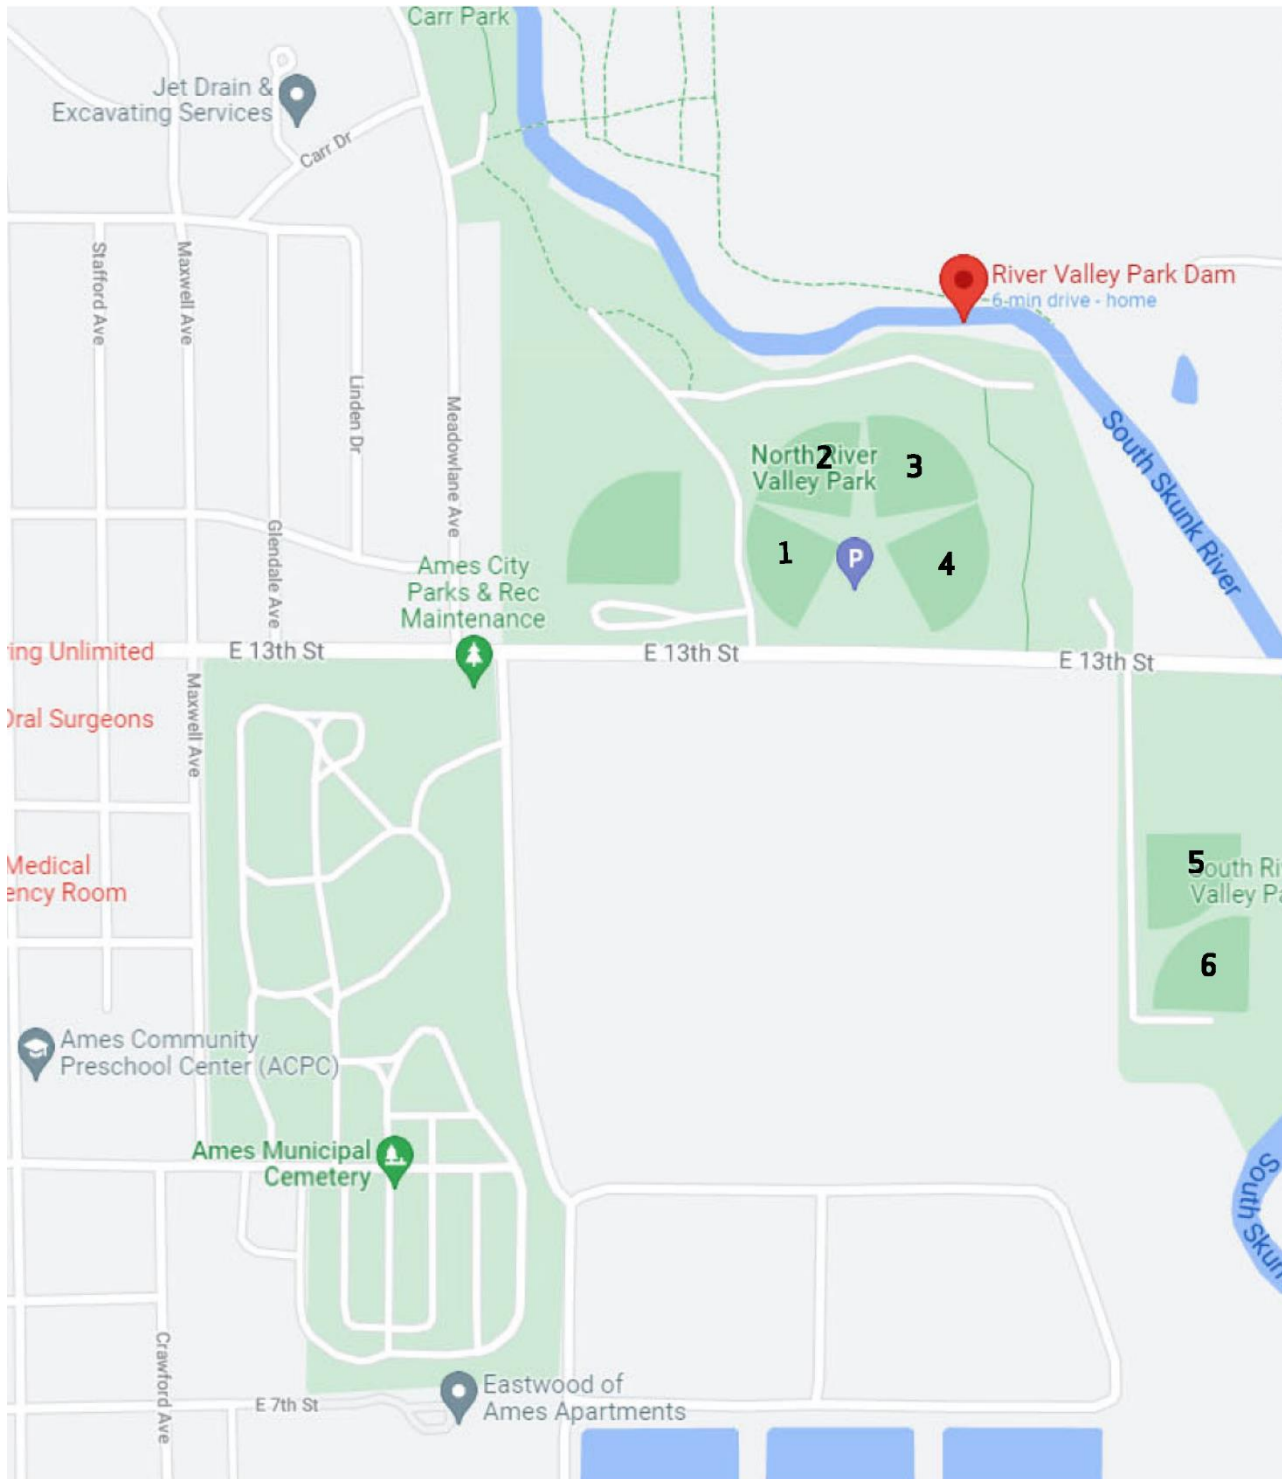 Carr Park
Jet Drain &
Excavating Services
Carr Dr
Stafford Ave
Maxwell Ave
River Valley Park Dam
6-min drive - home
Linden Dr
Meadowlane Ave
South Skunk River
North River
Valley Park
2
3
1
P
4
Glendale Ave
Ames City
Parks & Rec
Maintenance
ring Unlimited
E 13th St
E 13th St
E 13th St
Oral Surgeons
Maxwell Ave
Medical
ency Room
5
South Ri
Valley Pa
6
Ames Community
Preschool Center (ACPC)
Ames Municipal
Cemetery
South Skun
Crawford Ave
E 7th St
Eastwood of
Ames Apartments